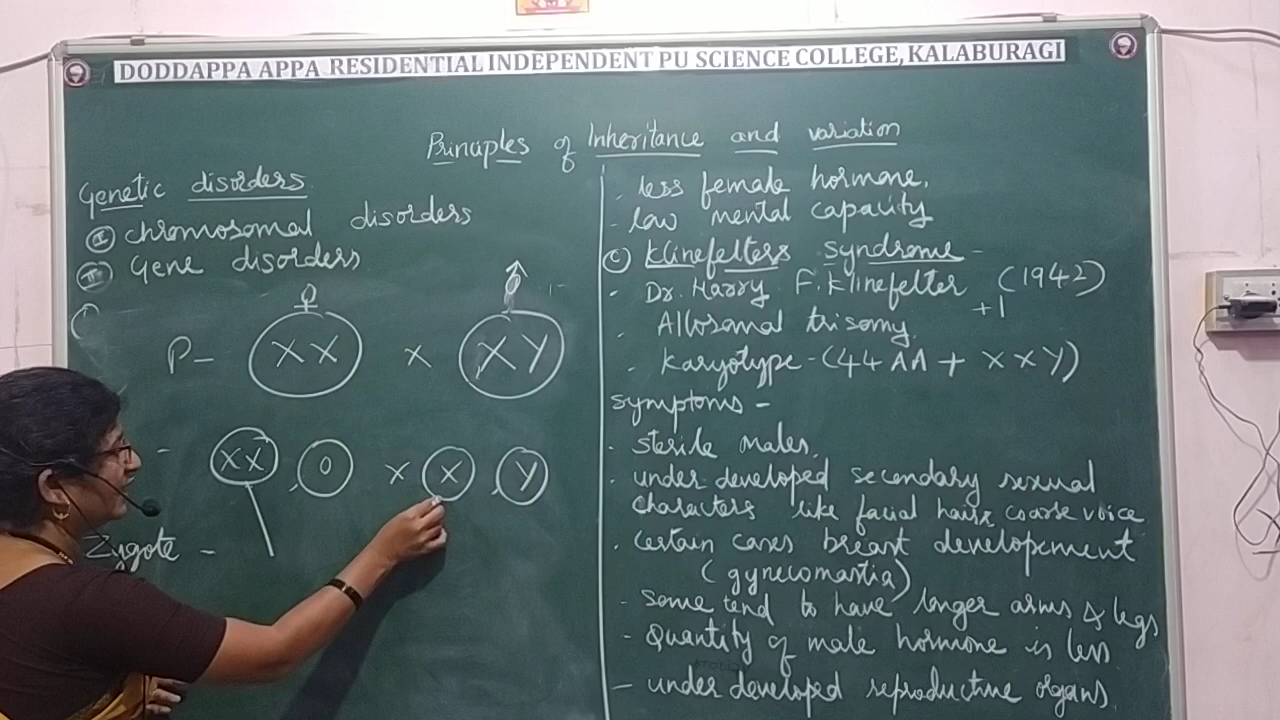 DODDAPPA APPA RESIDENTIAL INDEPENDENT PU SCIENCE COLLEGE, KALABURAGI
Principles of Inheritance and variation
Genetic disorders
I chromosomal disorders
II Gene disorders
♀ ♂
P- XX x XY
- XX, O x X, Y
Zygote -
. less female hormone.
- low mental capacity
(C) Klinefelters syndrome -
- Dr. Harry F. Klinefelter (1942)
+1
. Allosomal trisomy.
- Karyotype - (44 AA + XXY)
symptoms -
. sterile males.
. under developed secondary sexual
characters like facial hair & coarse voice
. certain cases breast developement
(gynecomastia)
- some tend to have longer arms & legs
- Quantity of male hormone is less
- under developed reproductive organs.